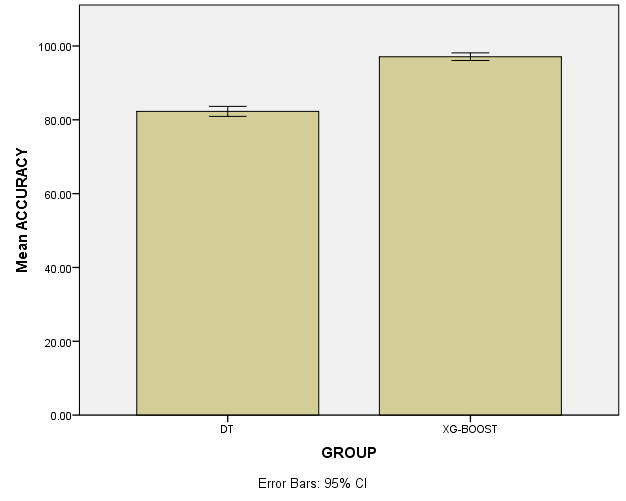 100.00
80.00
60.00
40.00
20.00
0.00
Mean ACCURACY
DT
XG-BOOST
GROUP
Error Bars: 95% CI